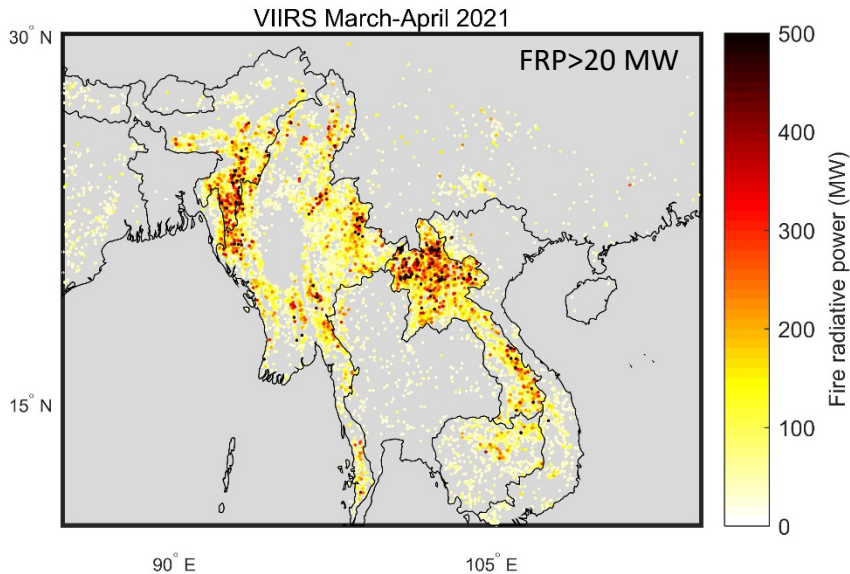 VIIRS March-April 2021
30° N
FRP>20 MW
15° N
90° E
105° E
500
400
300
200
100
0
Fire radiative power (MW)